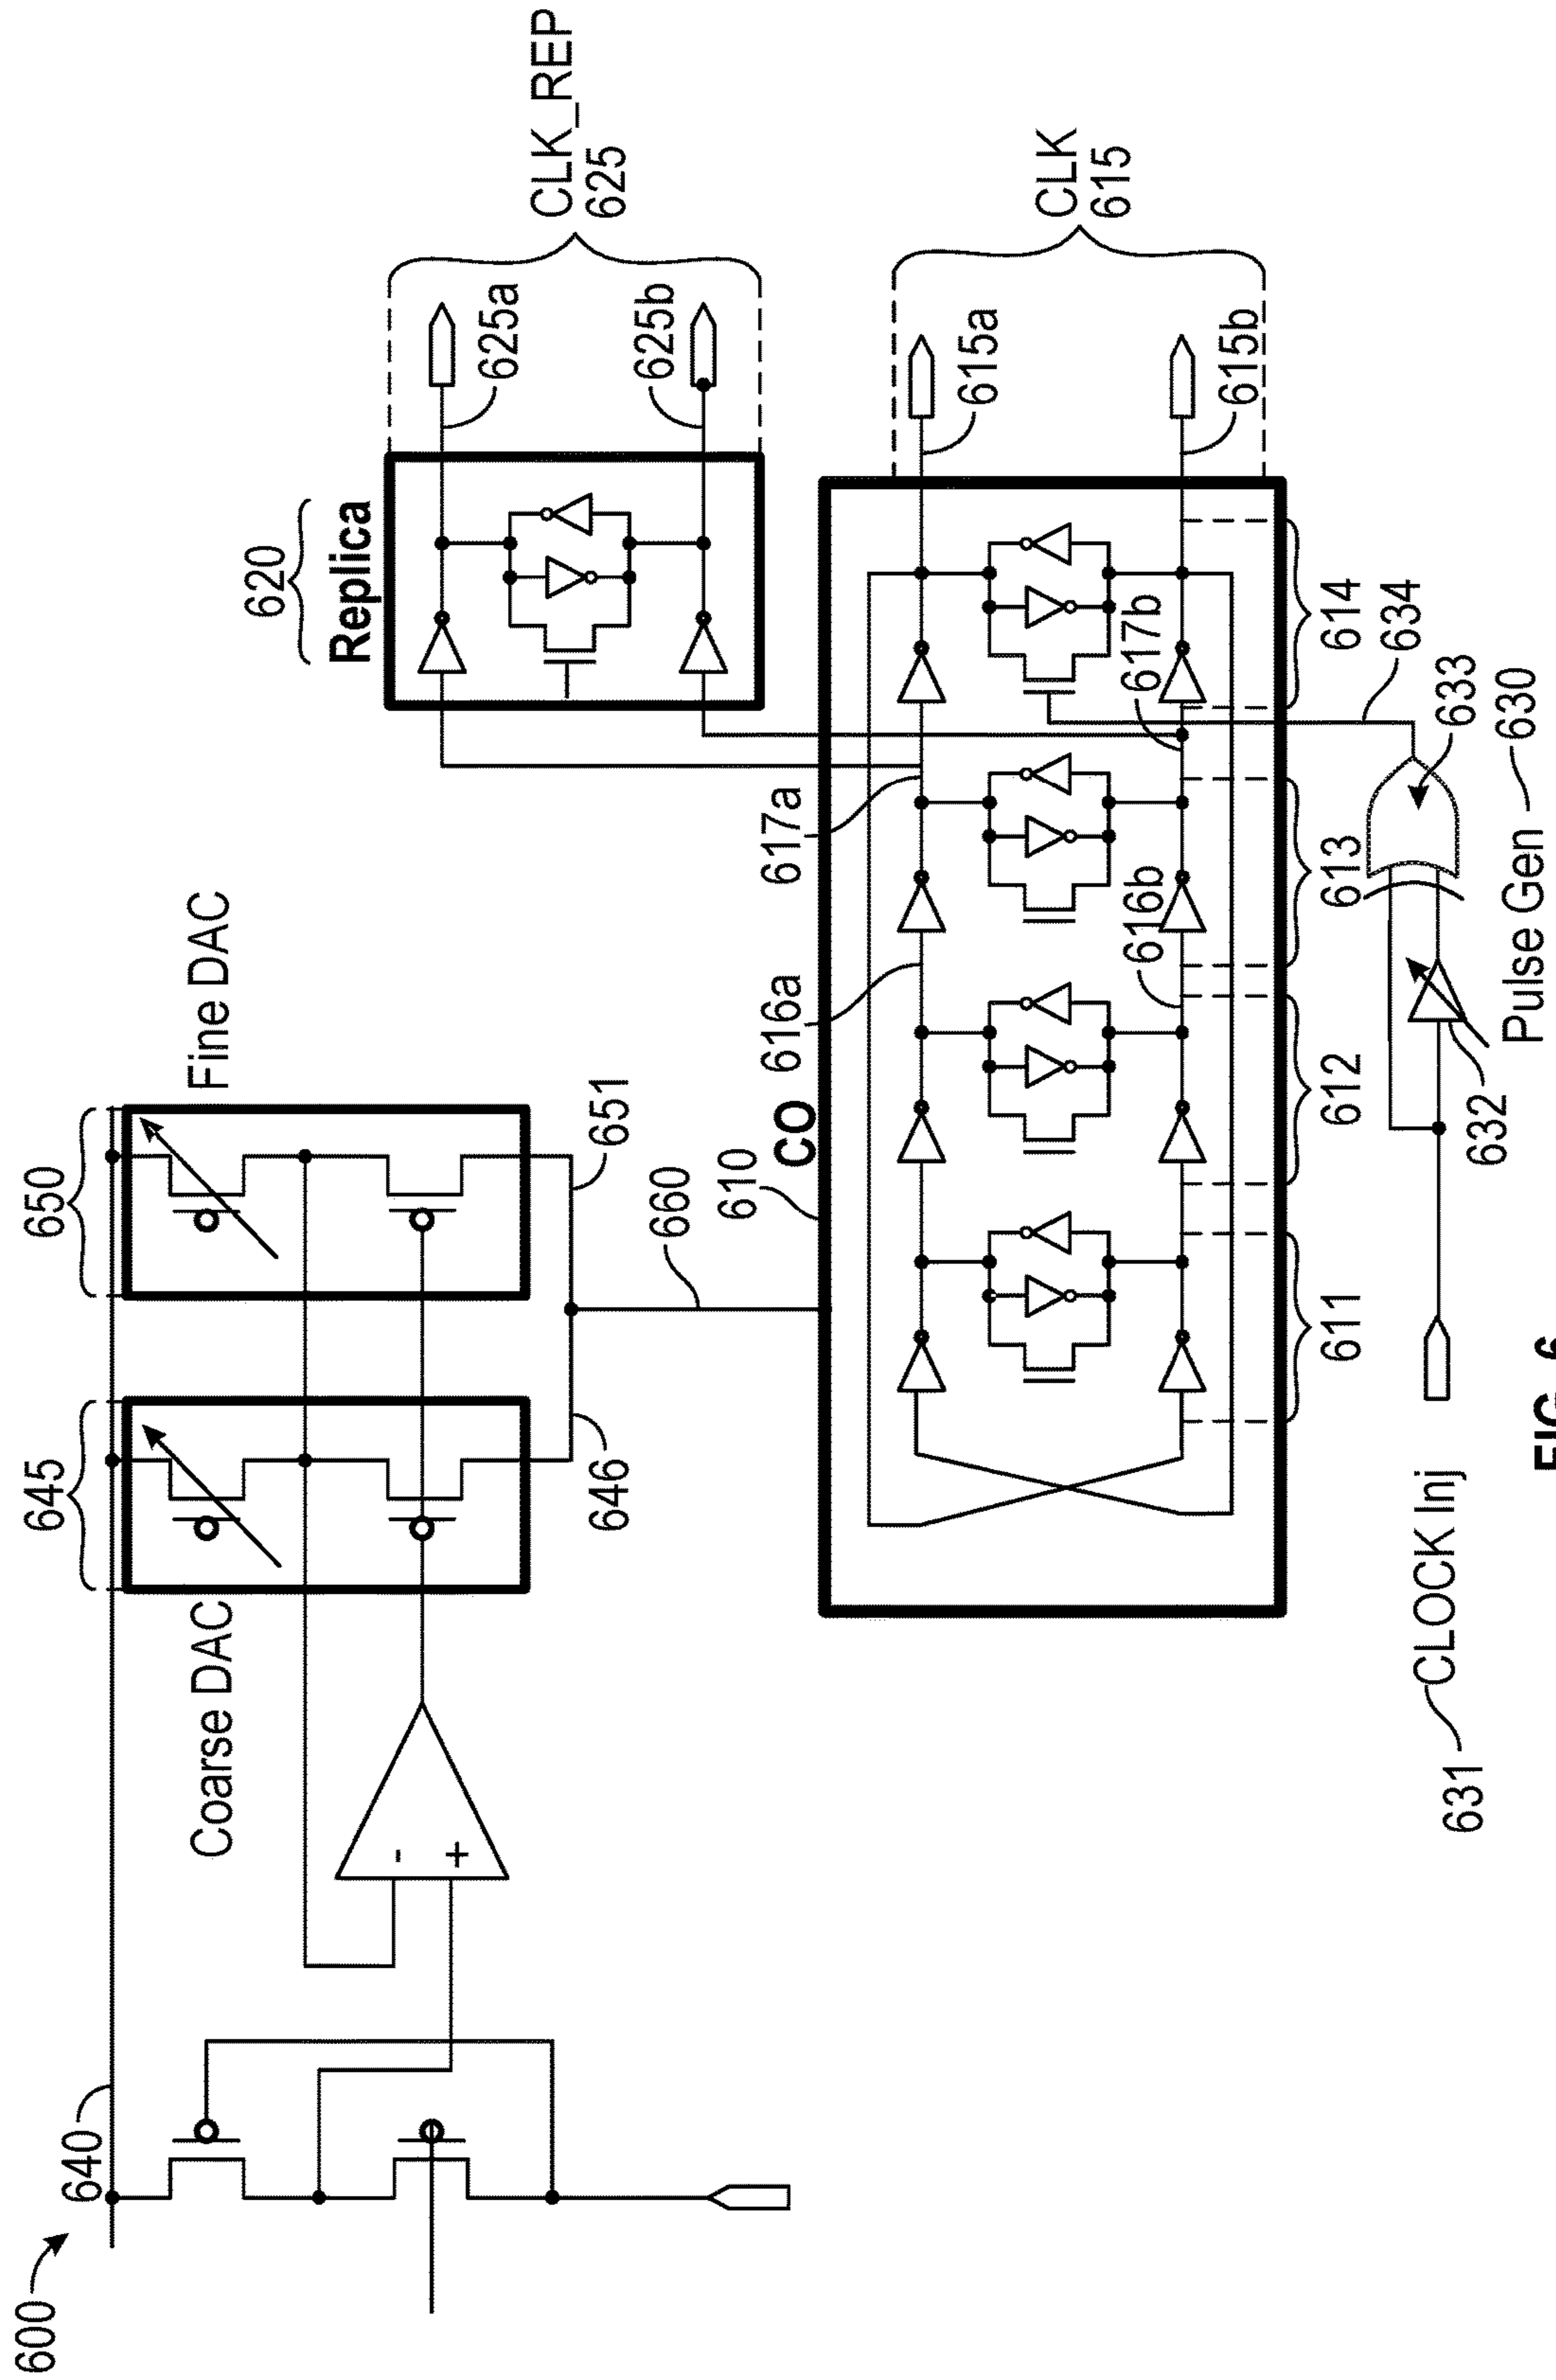 600
640
645
650
Coarse DAC
Fine DAC
-
+
646
651
660
620
Replica
625a
625b
CLK_REP
625
610
CO
616a
617a
616b
617b
615a
615b
CLK
615
611
612
613
614
634
633
632
Pulse Gen
630
631
CLOCK Inj
FIG. 6